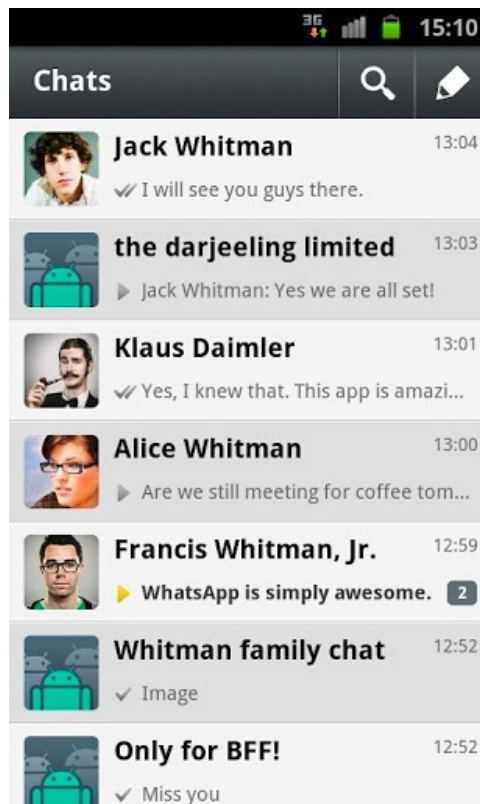 3G 15:10
Chats
Jack Whitman 13:04
I will see you guys there.
the darjeeling limited 13:03
Jack Whitman: Yes we are all set!
Klaus Daimler 13:01
Yes, I knew that. This app is amazi...
Alice Whitman 13:00
Are we still meeting for coffee tom...
Francis Whitman, Jr. 12:59
WhatsApp is simply awesome. 2
Whitman family chat 12:52
Image
Only for BFF! 12:52
Miss you